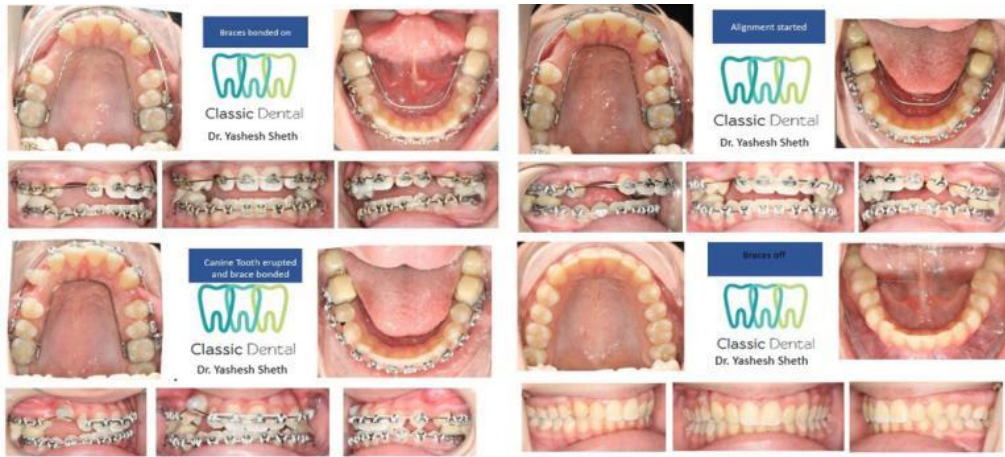 Braces bonded on
Classic Dental
Dr. Yashesh Sheth
Alignment started
Classic Dental
Dr. Yashesh Sheth
Canine Tooth erupted
and brace bonded
Classic Dental
Dr. Yashesh Sheth
Braces off
Classic Dental
Dr. Yashesh Sheth